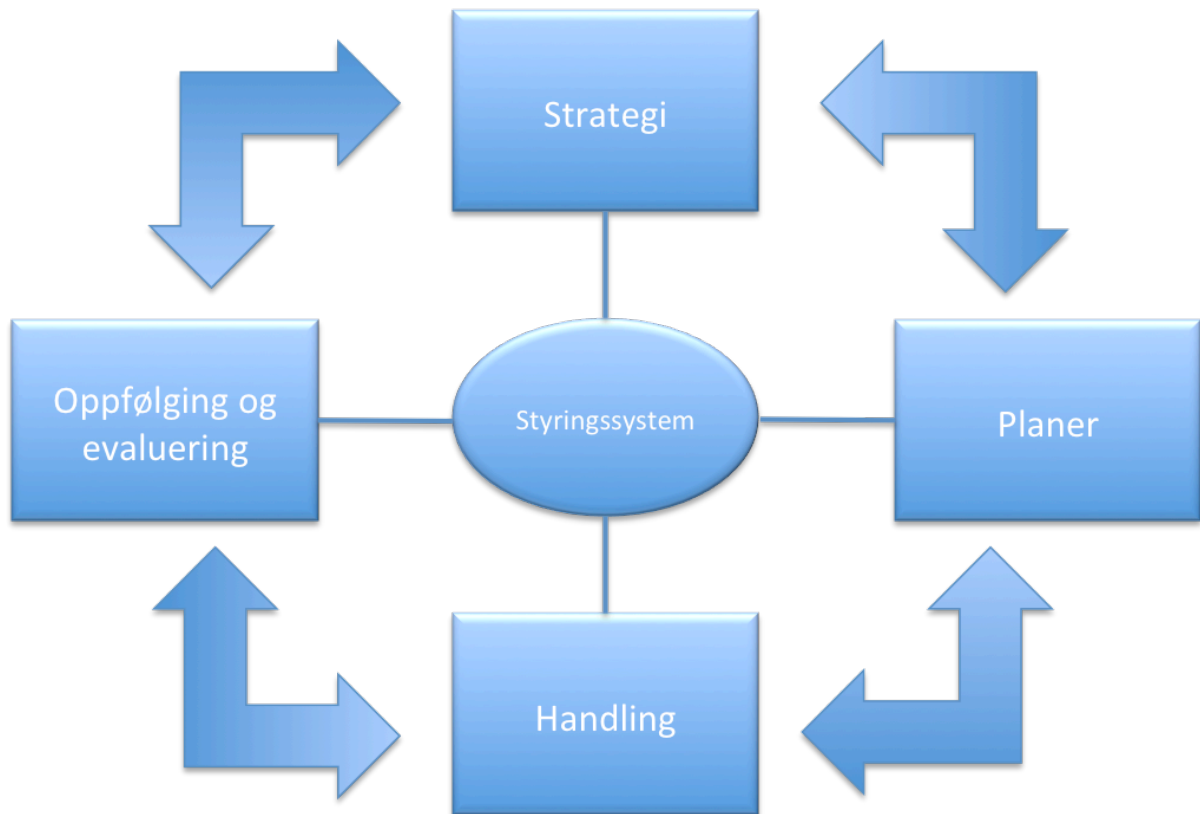 Strategi
Oppfølging og
evaluering
Styringssystem
Planer
Handling